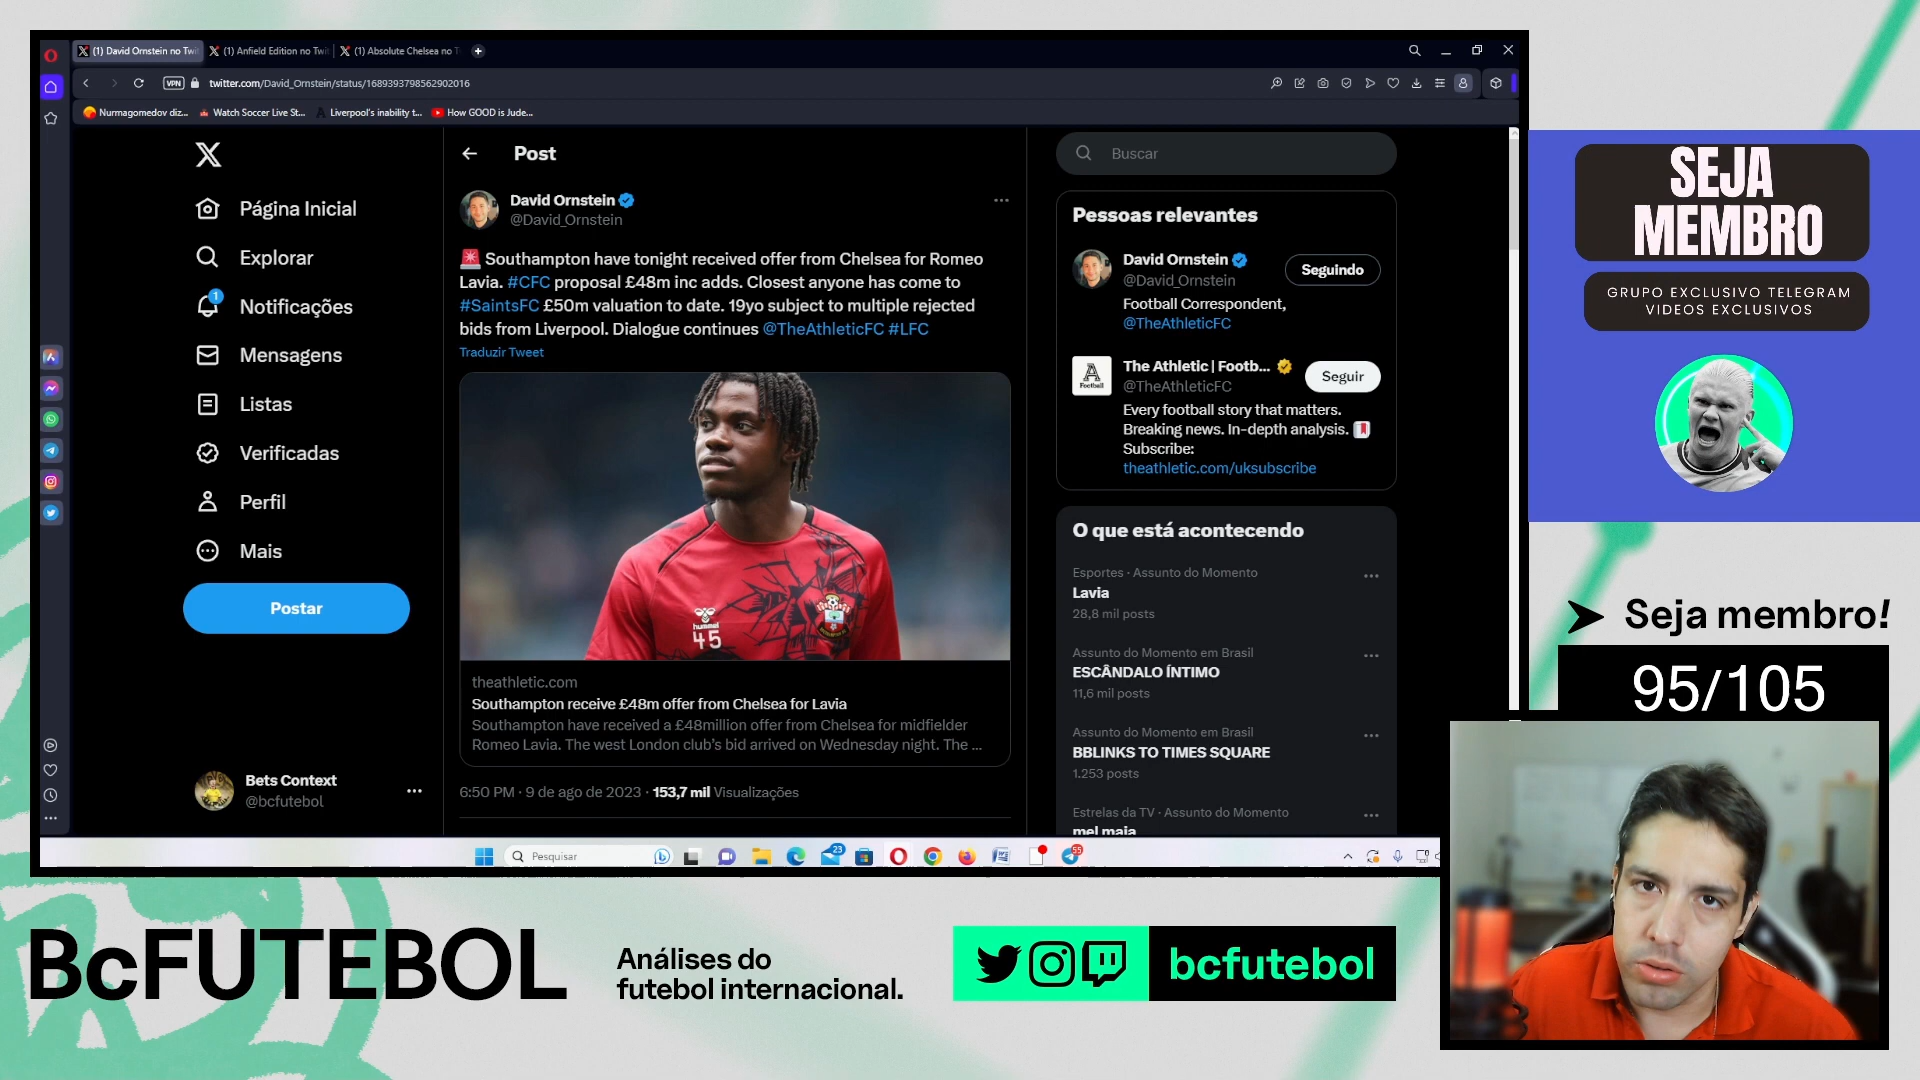 (1) David Ornstein no Twi
(1) Anfield Edition no Twi
(1) Absolute Chelsea no T
VPN
twitter.com/David_Ornstein/status/1689393798562902016
Nurmagomedov diz...
Watch Soccer Live St...
Liverpool's inability t...
How GOOD is Jude...
Página Inicial
Explorar
1
Notificações
Mensagens
Listas
Verificadas
Perfil
Mais
Postar
Bets Context
@bcfutebol
Post
David Ornstein
@David_Ornstein
Southampton have tonight received offer from Chelsea for Romeo
Lavia. #CFC proposal £48m inc adds. Closest anyone has come to
#SaintsFC £50m valuation to date. 19yo subject to multiple rejected
bids from Liverpool. Dialogue continues @TheAthleticFC #LFC
Traduzir Tweet
hummel
45
theathletic.com
Southampton receive £48m offer from Chelsea for Lavia
Southampton have received a £48million offer from Chelsea for midfielder
Romeo Lavia. The west London club's bid arrived on Wednesday night. The ...
6:50 PM · 9 de ago de 2023 · 153,7 mil Visualizações
Buscar
Pessoas relevantes
David Ornstein
@David_Ornstein
Seguindo
Football Correspondent,
@TheAthleticFC
A
Football
The Athletic | Footb...
@TheAthleticFC
Seguir
Every football story that matters.
Breaking news. In-depth analysis.
Subscribe:
theathletic.com/uksubscribe
O que está acontecendo
Esportes · Assunto do Momento
Lavia
28,8 mil posts
Assunto do Momento em Brasil
ESCÂNDALO ÍNTIMO
11,6 mil posts
Assunto do Momento em Brasil
BBLINKS TO TIMES SQUARE
1.253 posts
Estrelas da TV · Assunto do Momento
mel maia
Pesquisar
23
55
SEJA
MEMBRO
GRUPO EXCLUSIVO TELEGRAM
VIDEOS EXCLUSIVOS
Seja membro!
95/105
BcFUTEBOL
Análises do
futebol internacional.
bcfutebol